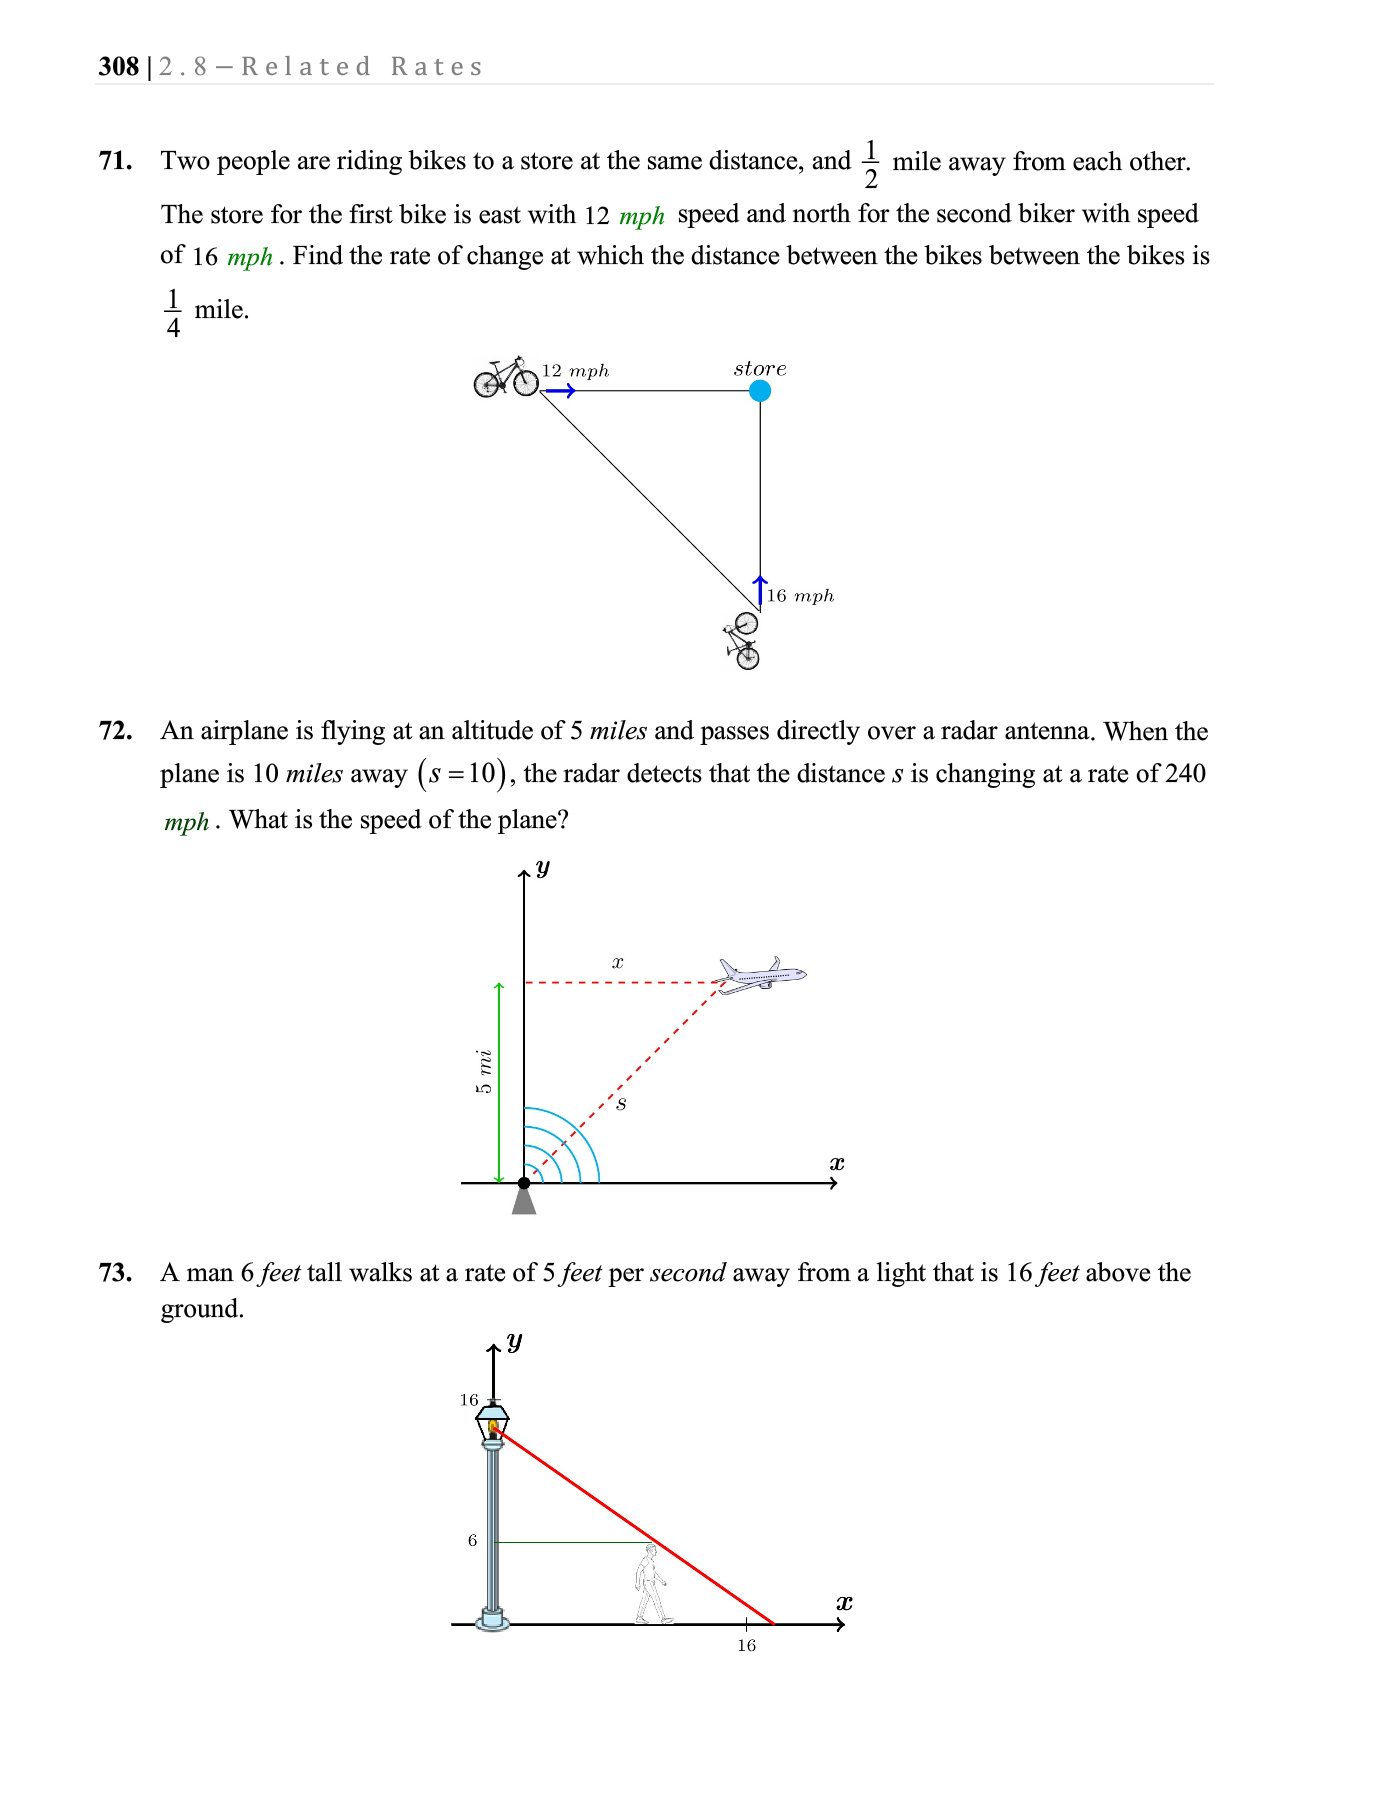 308 | 2.8 – Related Rates
71. Two people are riding bikes to a store at the same distance, and 1/2 mile away from each other.
The store for the first bike is east with 12 mph speed and north for the second biker with speed
of 16 mph. Find the rate of change at which the distance between the bikes between the bikes is
1/4 mile.
12 mph
store
16 mph
72. An airplane is flying at an altitude of 5 miles and passes directly over a radar antenna. When the
plane is 10 miles away (s = 10), the radar detects that the distance s is changing at a rate of 240
mph. What is the speed of the plane?
y
x
5 mi
s
x
73. A man 6 feet tall walks at a rate of 5 feet per second away from a light that is 16 feet above the
ground.
y
16
6
x
16